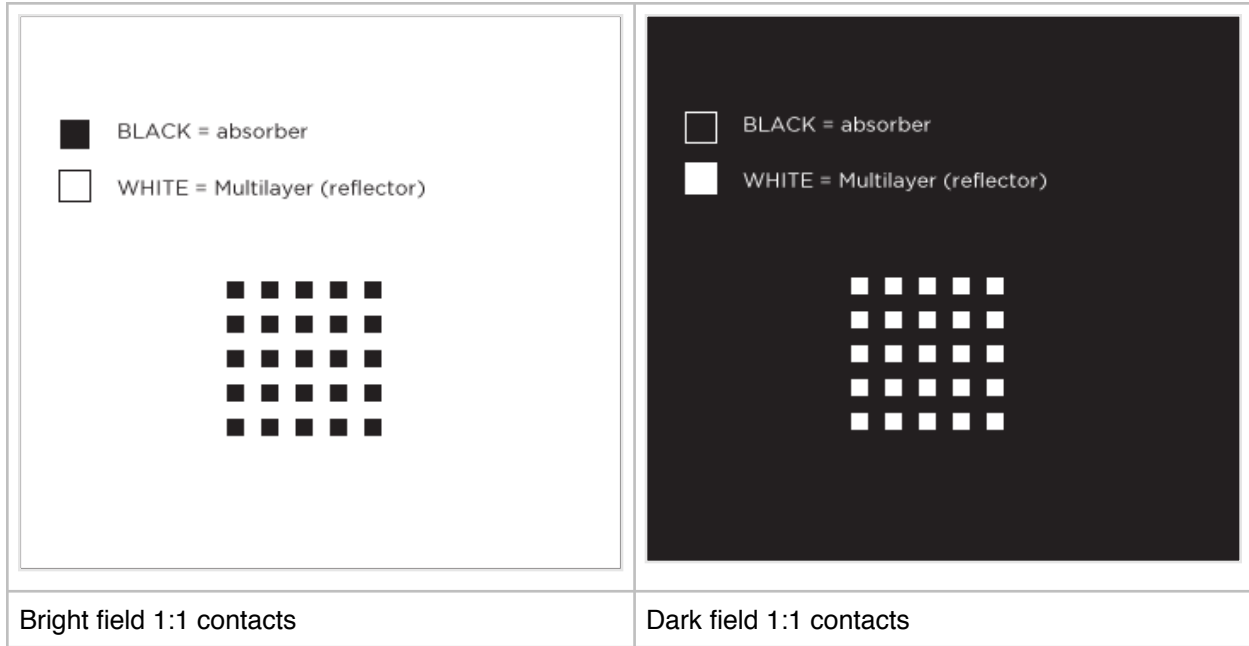 BLACK = absorber
WHITE = Multilayer (reflector)
BLACK = absorber
WHITE = Multilayer (reflector)
Bright field 1:1 contacts
Dark field 1:1 contacts